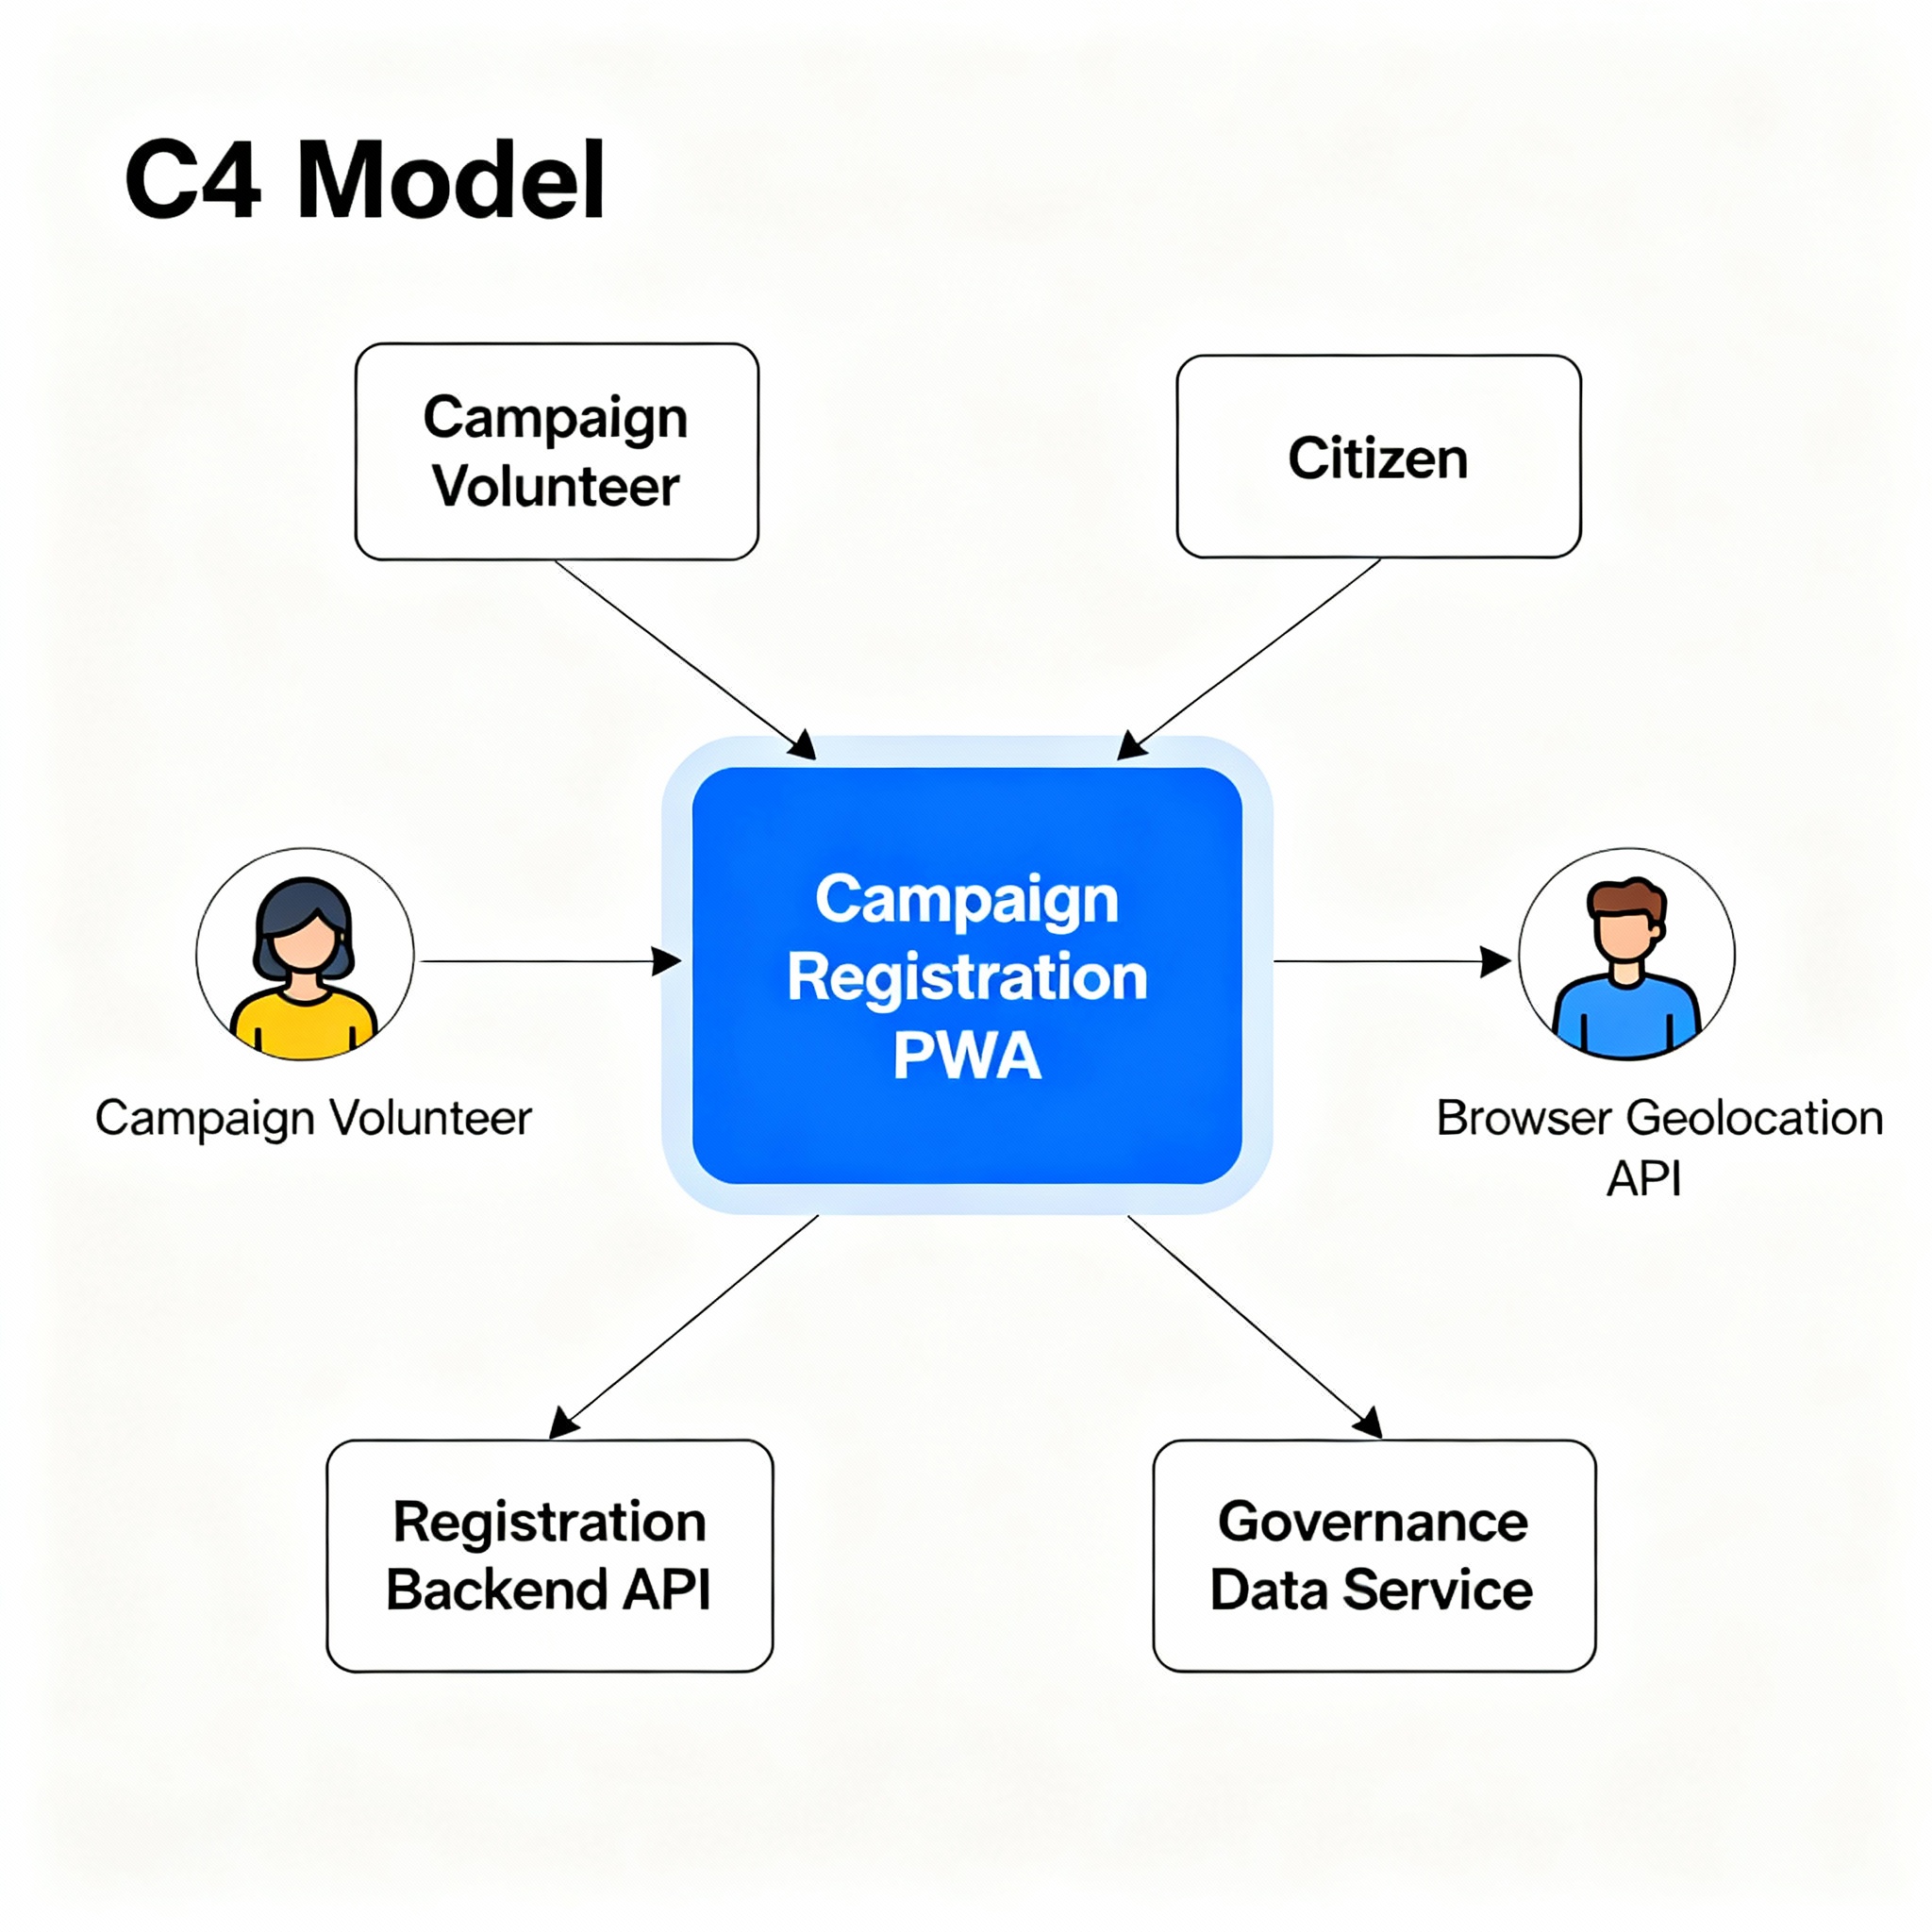 C4 Model
Campaign
Volunteer
Citizen
Campaign
Registration
PWA
Campaign Volunteer
Browser Geolocation
API
Registration
Backend API
Governance
Data Service